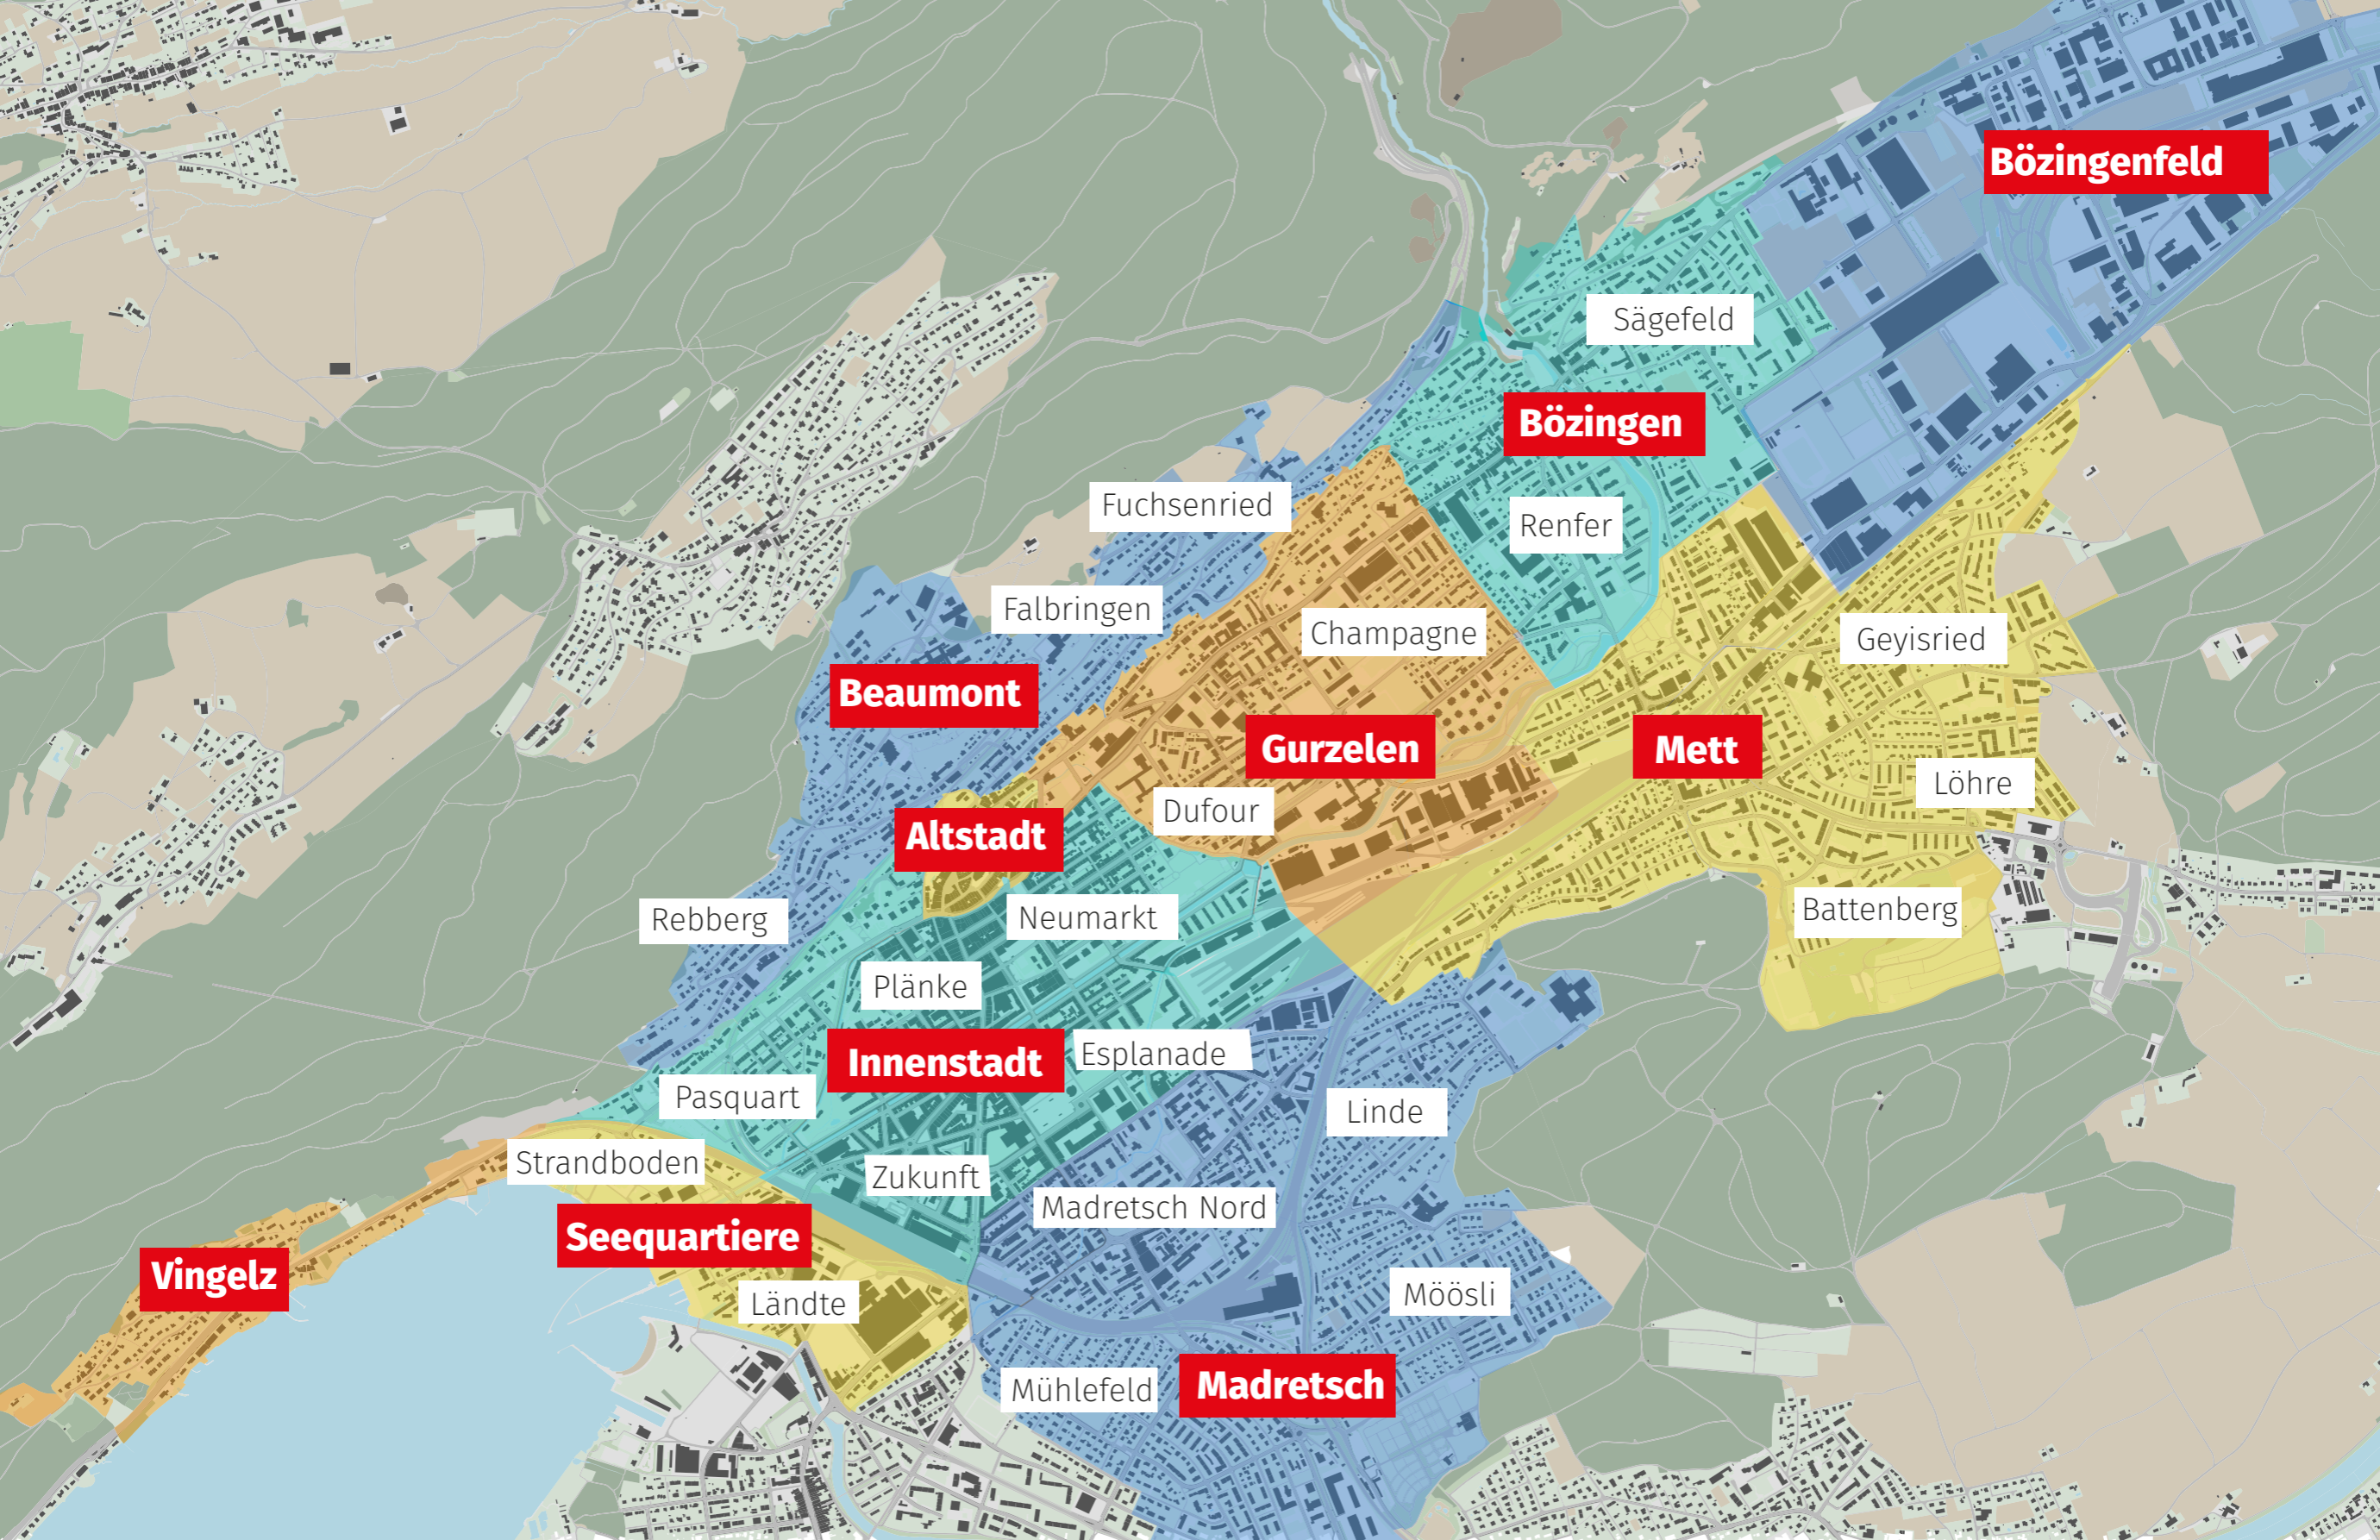 Bözingenfeld
Sägefeld
Bözingen
Fuchsenried
Renfer
Falbringen
Champagne
Geyisried
Beaumont
Gurzelen
Mett
Löhre
Dufour
Altstadt
Battenberg
Rebberg
Neumarkt
Plänke
Esplanade
Innenstadt
Pasquart
Linde
Strandboden
Zukunft
Madretsch Nord
Seequartiere
Vingelz
Möösli
Ländte
Mühlefeld
Madretsch